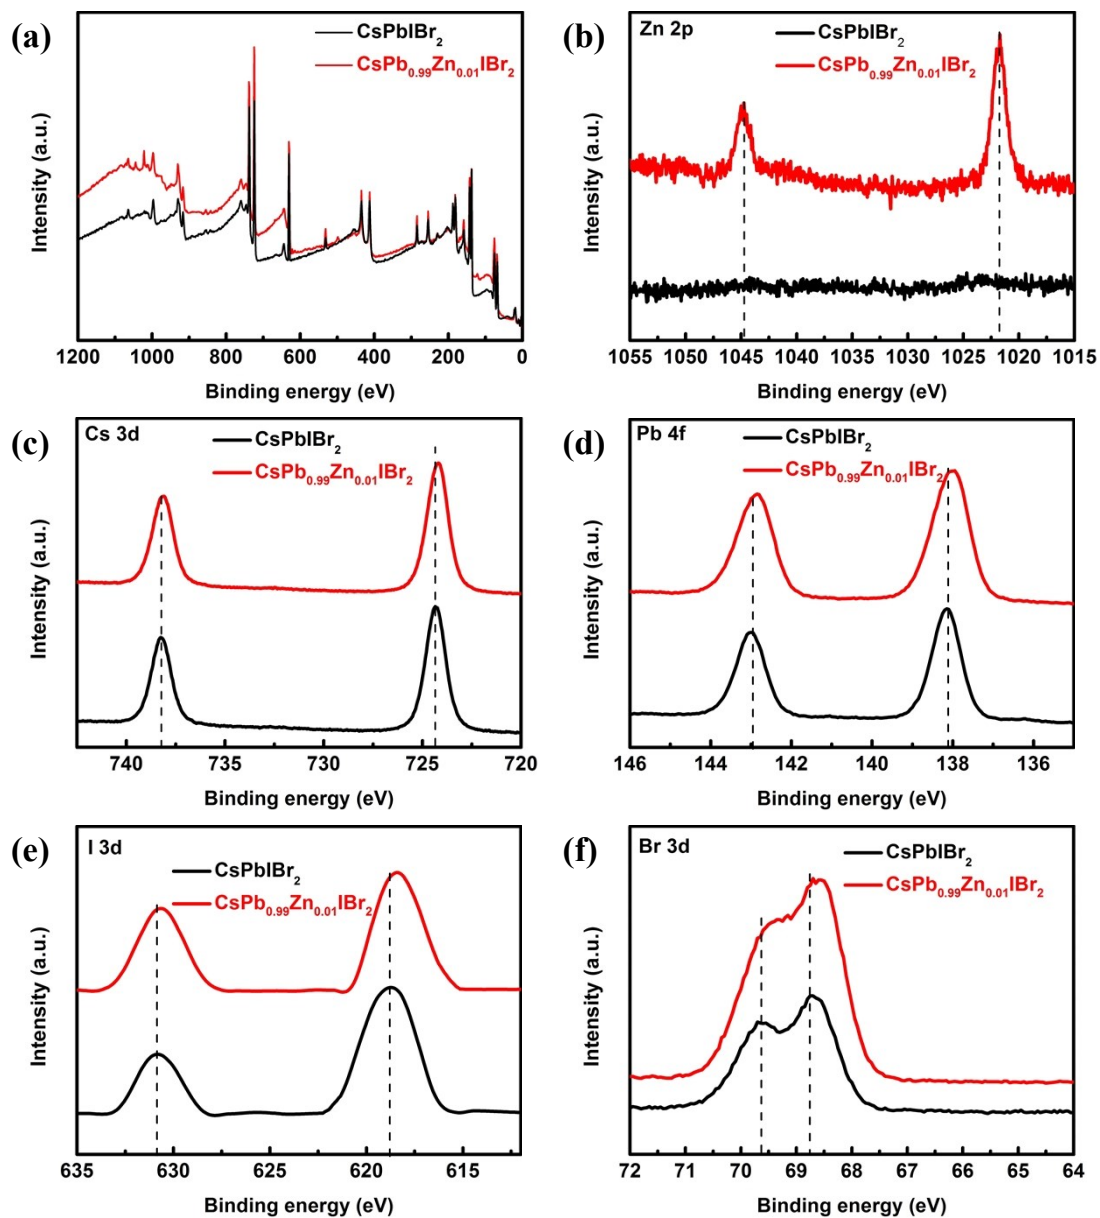 (a)
CsPbIBr2
CsPb0.99Zn0.01IBr2
Intensity (a.u.)
1200 1000 800 600 400 200 0
Binding energy (eV)
(b)
Zn 2p
CsPbIBr2
CsPb0.99Zn0.01IBr2
Intensity (a.u.)
1055 1050 1045 1040 1035 1030 1025 1020 1015
Binding energy (eV)
(c)
Cs 3d
CsPbIBr2
CsPb0.99Zn0.01IBr2
Intensity (a.u.)
740 735 730 725 720
Binding energy (eV)
(d)
Pb 4f
CsPbIBr2
CsPb0.99Zn0.01IBr2
Intensity (a.u.)
146 144 142 140 138 136
Binding energy (eV)
(e)
I 3d
CsPbIBr2
CsPb0.99Zn0.01IBr2
Intensity (a.u.)
635 630 625 620 615
Binding energy (eV)
(f)
Br 3d
CsPbIBr2
CsPb0.99Zn0.01IBr2
Intensity (a.u.)
72 71 70 69 68 67 66 65 64
Binding energy (eV)